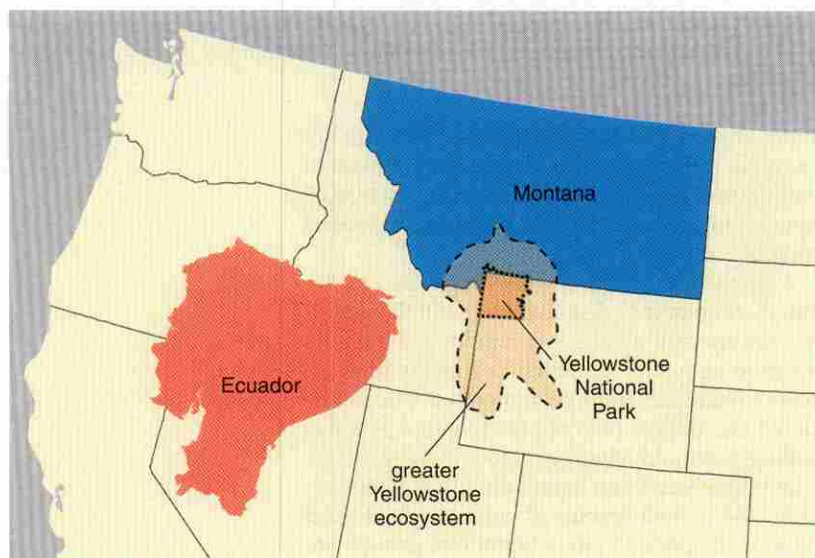 Montana
Ecuador
Yellowstone
National
Park
greater
Yellowstone
ecosystem